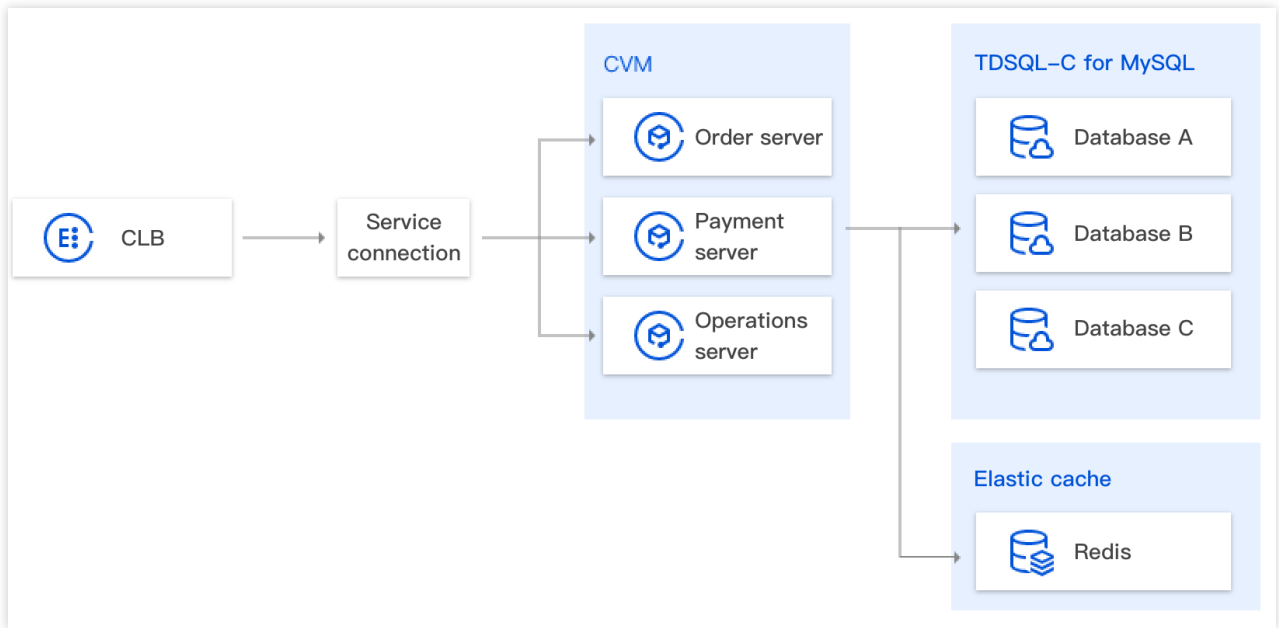 CLB
Service
connection
CVM
Order server
Payment
server
Operations
server
TDSQL-C for MySQL
Database A
Database B
Database C
Elastic cache
Redis